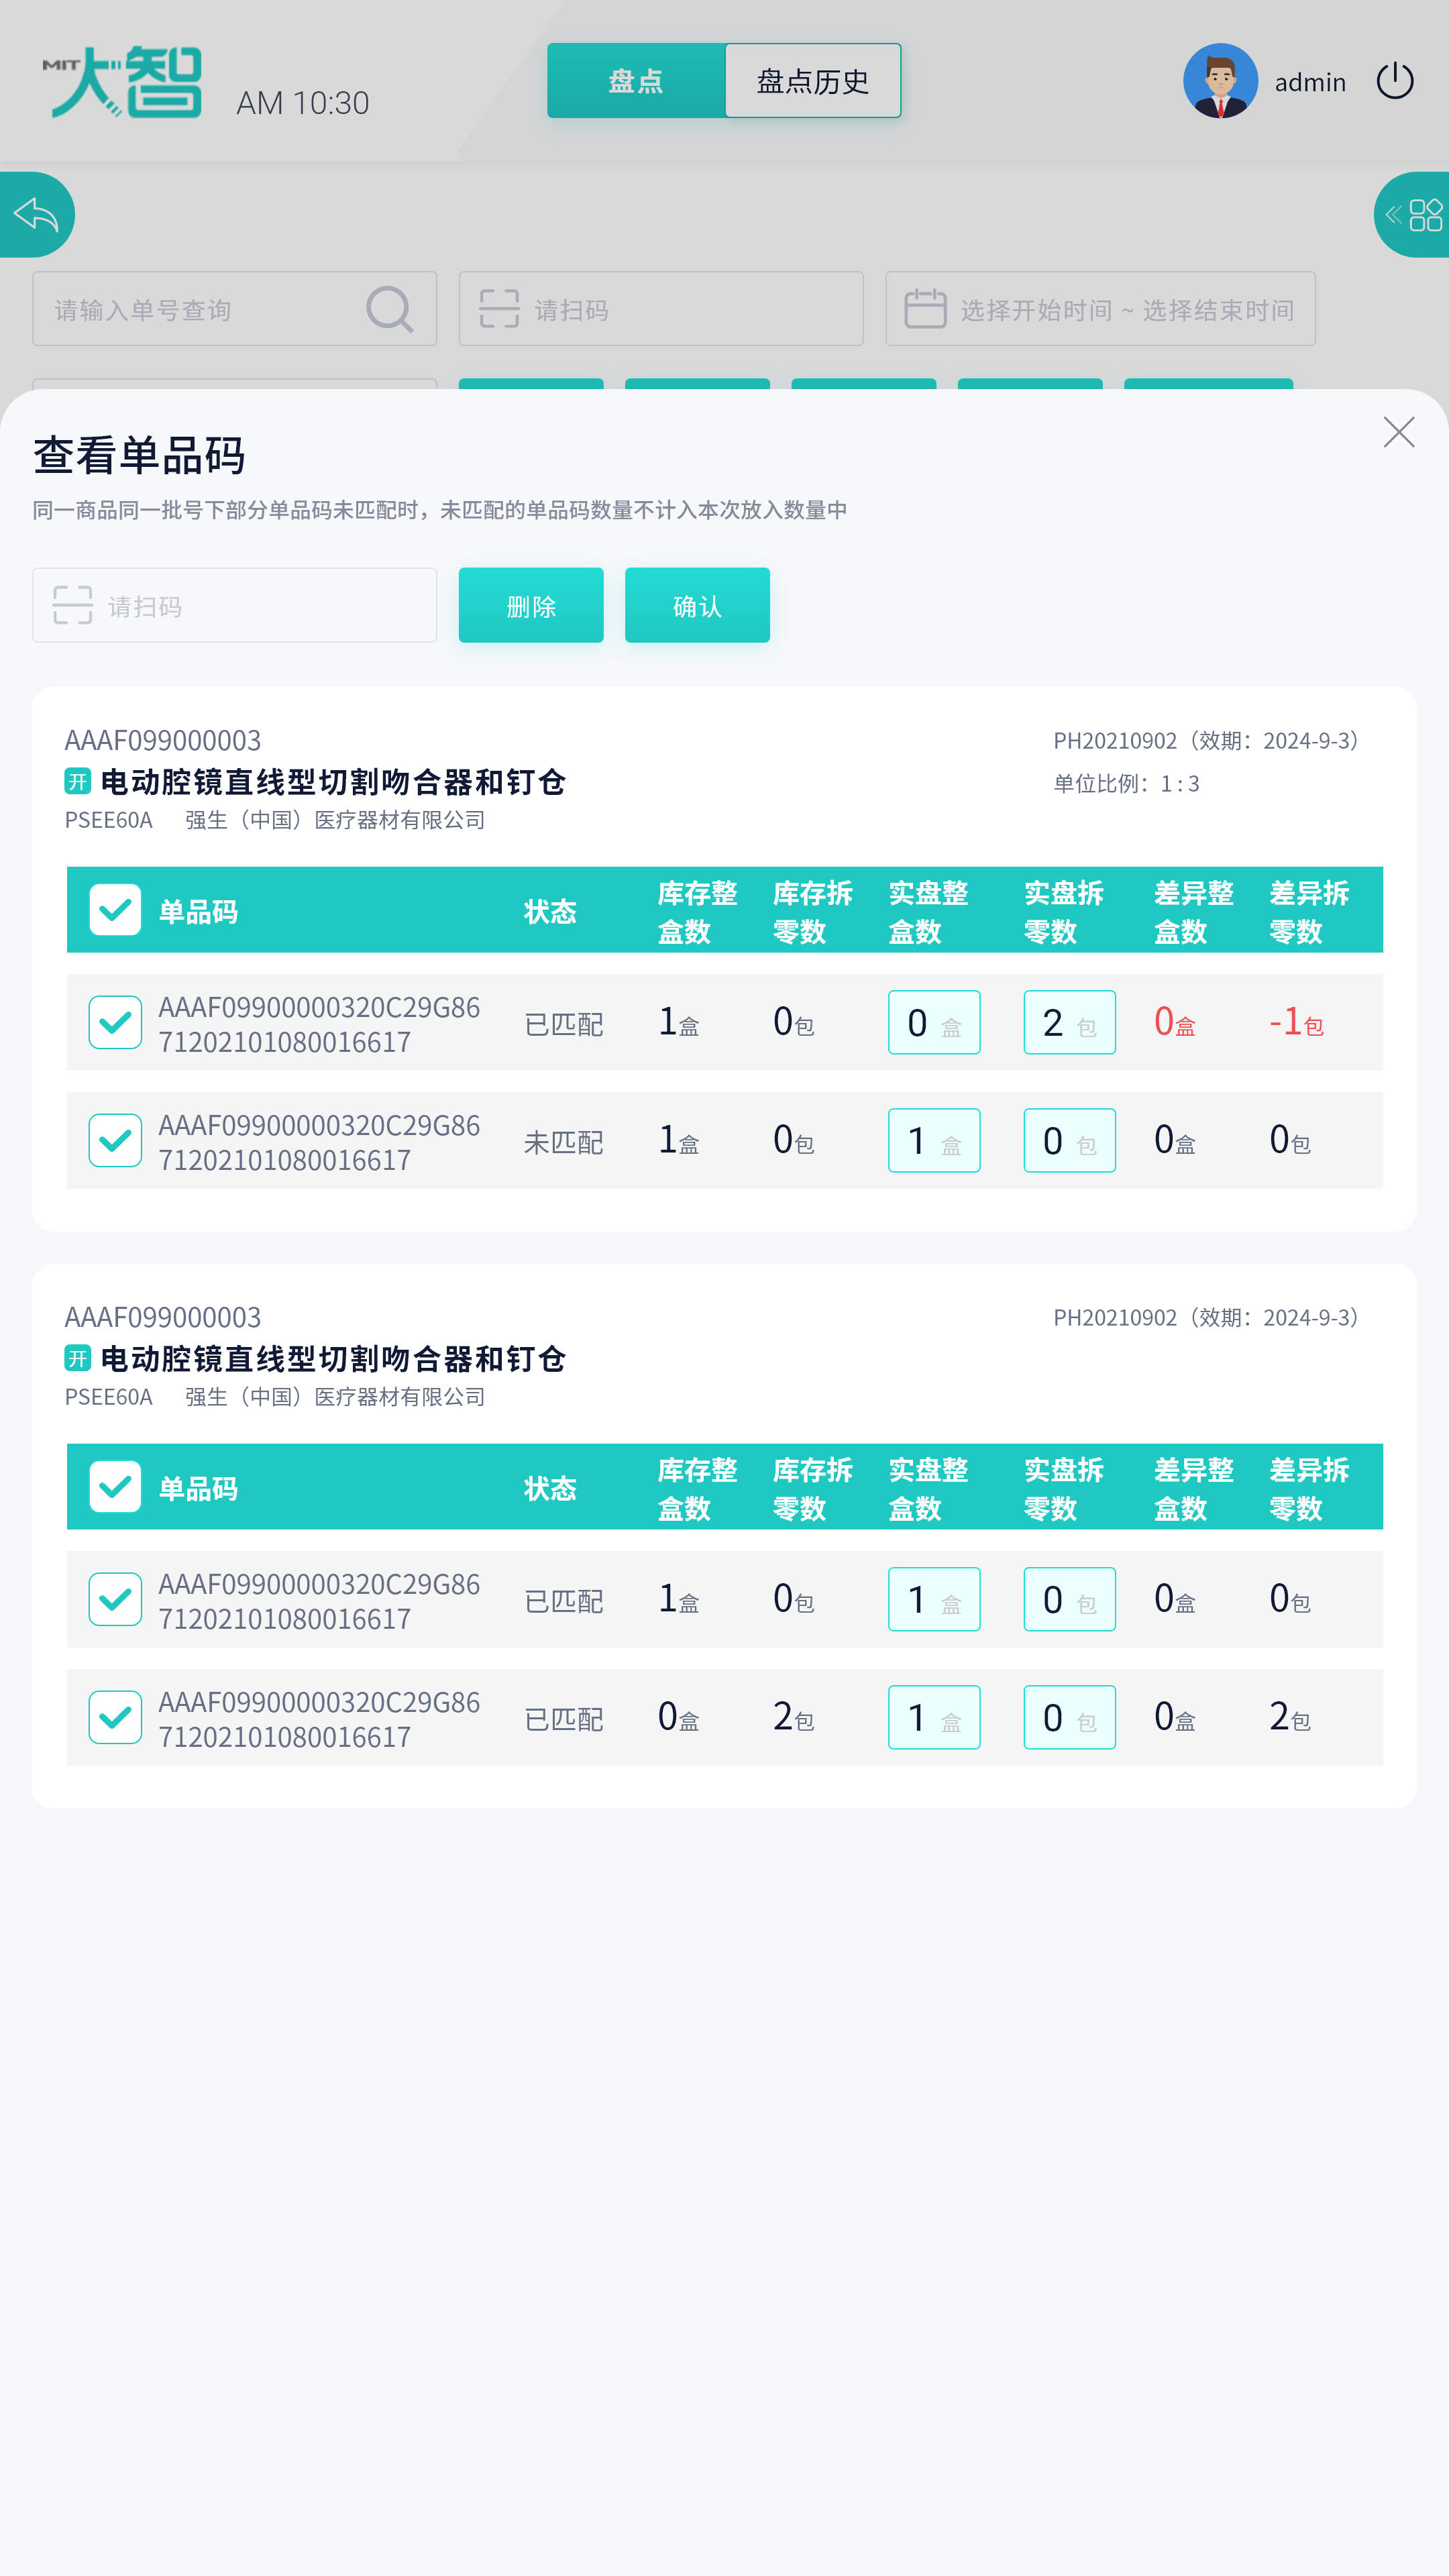 MIT大智
AM 10:30
盘点
盘点历史
admin
请输入单号查询
请扫码
选择开始时间 ~ 选择结束时间
查看单品码
同一商品同一批号下部分单品码未匹配时，未匹配的单品码数量不计入本次放入数量中
请扫码
删除
确认
AAAF099000003
PH20210902（效期：2024-9-3）
开 电动腔镜直线型切割吻合器和钉仓
单位比例：1 : 3
PSEE60A 强生（中国）医疗器材有限公司
单品码 状态 库存整盒数 库存拆零数 实盘整盒数 实盘拆零数 差异整盒数 差异拆零数
AAAF09900000320C29G86
71202101080016617
已匹配 1盒 0包 0 盒 2 包 0盒 -1包
AAAF09900000320C29G86
71202101080016617
未匹配 1盒 0包 1 盒 0 包 0盒 0包
AAAF099000003
PH20210902（效期：2024-9-3）
开 电动腔镜直线型切割吻合器和钉仓
PSEE60A 强生（中国）医疗器材有限公司
单品码 状态 库存整盒数 库存拆零数 实盘整盒数 实盘拆零数 差异整盒数 差异拆零数
AAAF09900000320C29G86
71202101080016617
已匹配 1盒 0包 1 盒 0 包 0盒 0包
AAAF09900000320C29G86
71202101080016617
已匹配 0盒 2包 1 盒 0 包 0盒 2包